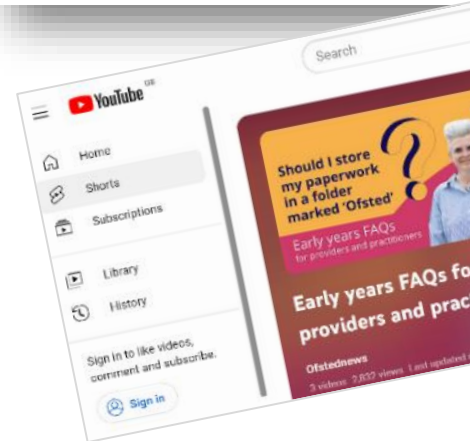 YouTube GB
Search
Home
Shorts
Subscriptions
Library
History
Sign in to like videos,
comment and subscribe.
Sign in
Should I store
my paperwork
in a folder
marked 'Ofsted'
?
Early years FAQs
for providers and practitioners
Early years FAQs fo
providers and prac
Ofstednews
3 videos 2,832 views Last updated